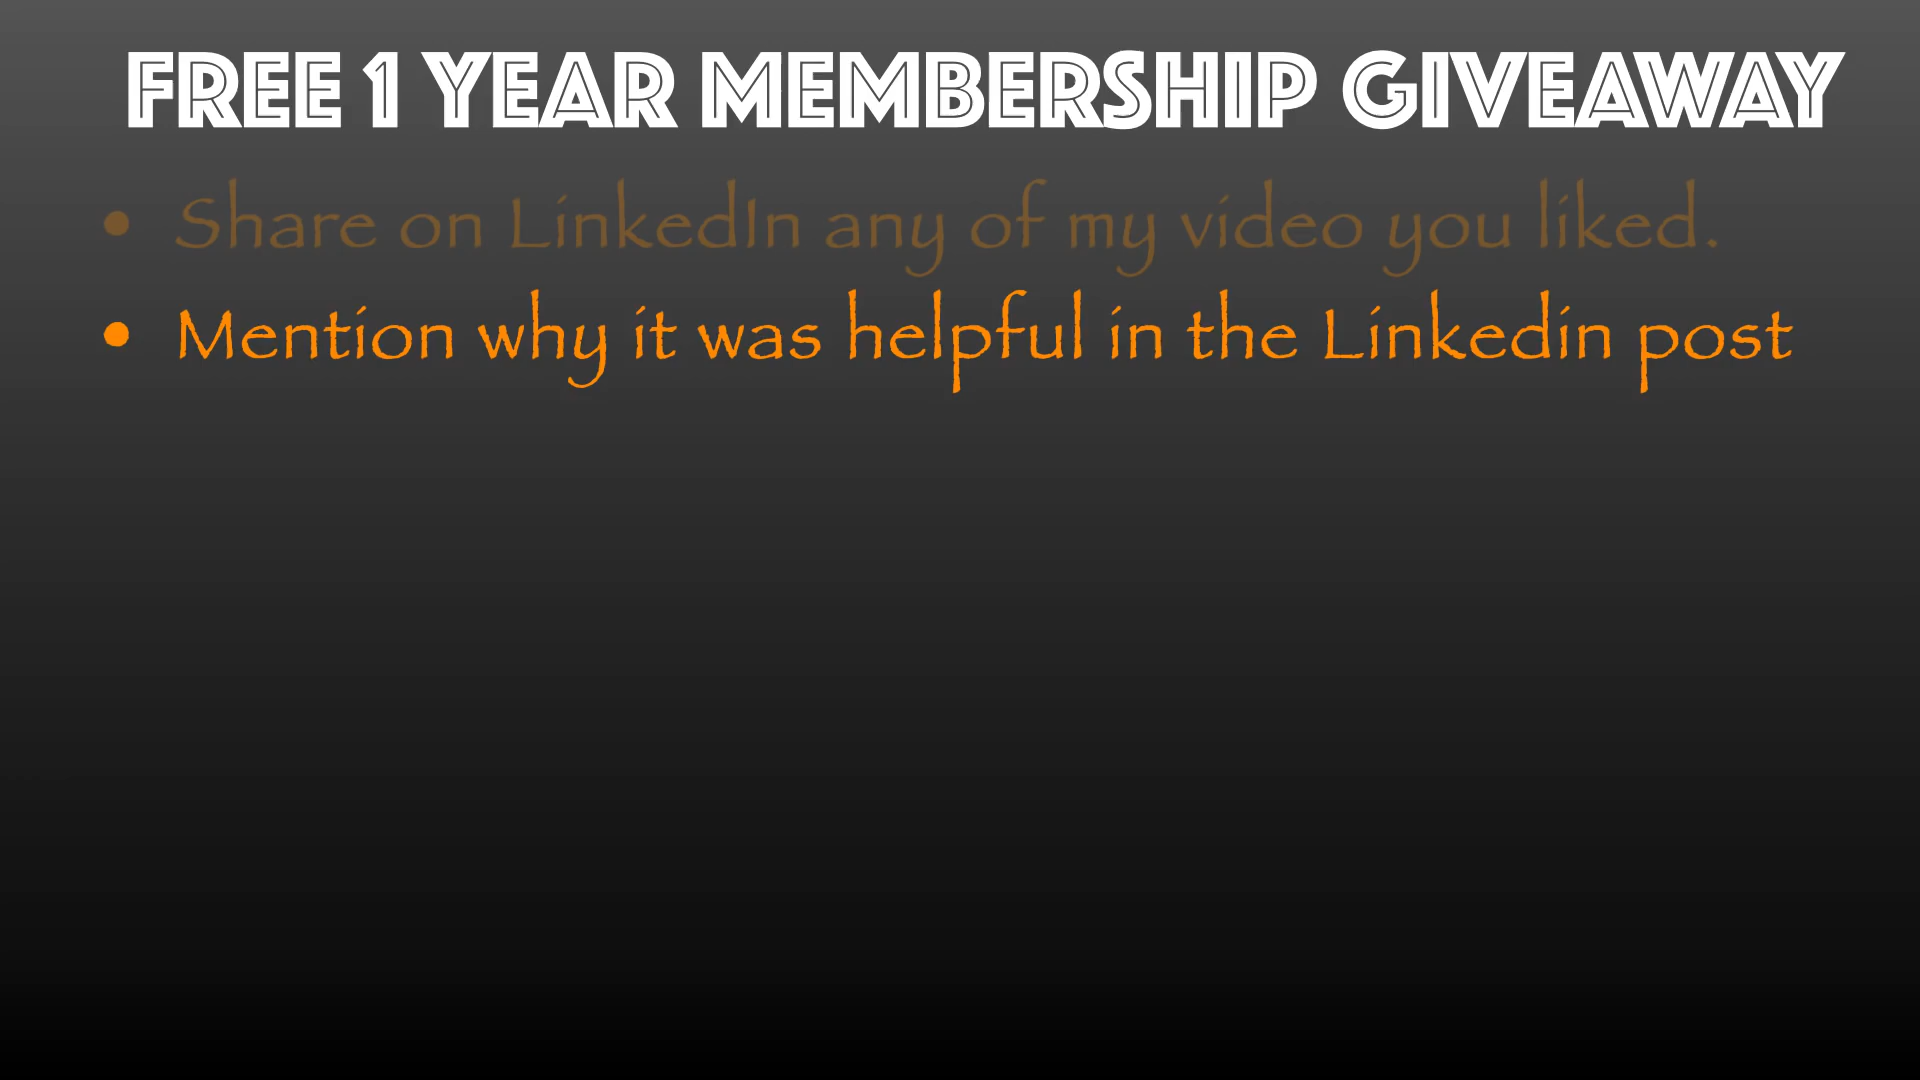 FREE 1 YEAR MEMBERSHIP GIVEAWAY
• Share on LinkedIn any of my video you liked.
• Mention why it was helpful in the Linkedin post